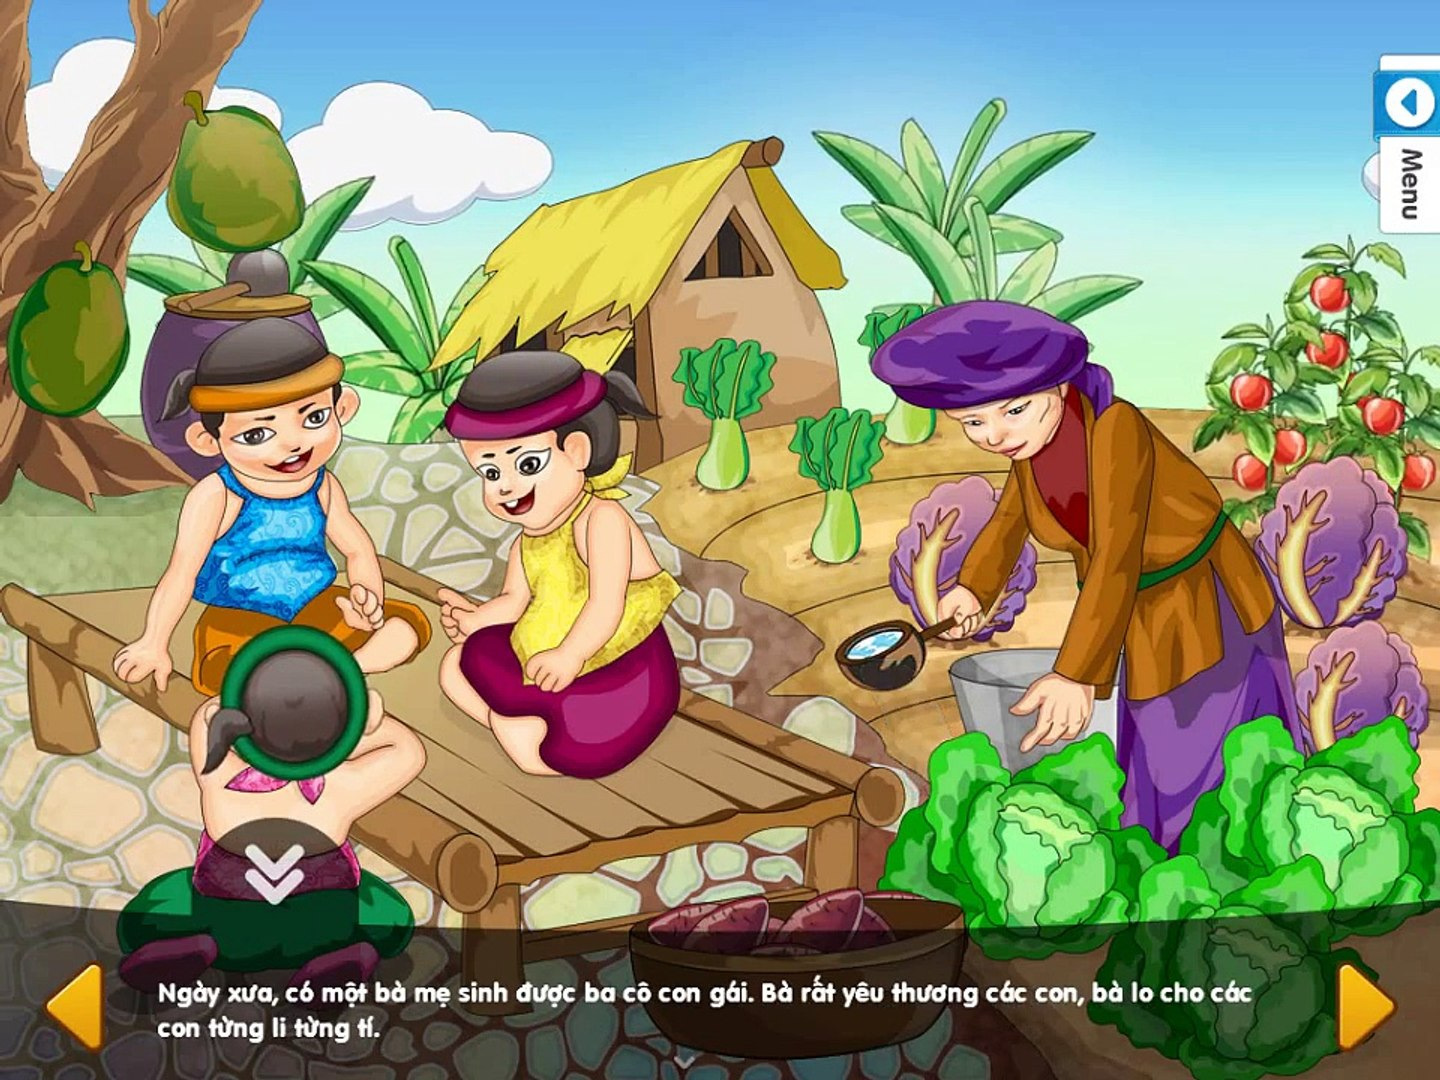 Menu
Ngày xưa, có một bà mẹ sinh được ba cô con gái. Bà rất yêu thương các con, bà lo cho các
con từng li từng tí.